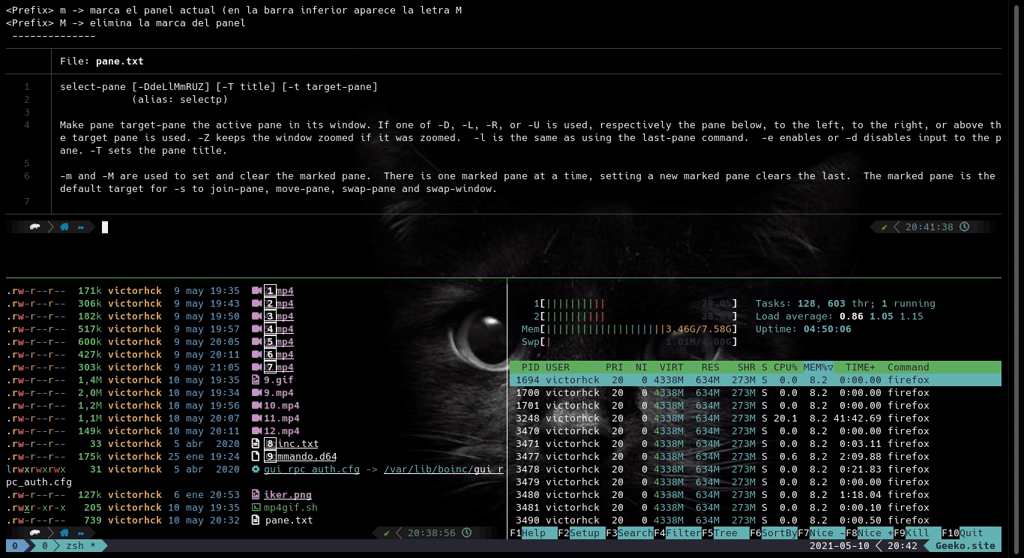 <Prefix> m -> marca el panel actual (en la barra inferior aparece la letra M
<Prefix> M -> elimina la marca del panel
--------------
File: pane.txt
1 select-pane [-DdeLlMmRUZ] [-T title] [-t target-pane]
2 (alias: selectp)
3
4 Make pane target-pane the active pane in its window. If one of -D, -L, -R, or -U is used, respectively the pane below, to the left, to the right, or above th
e target pane is used. -Z keeps the window zoomed if it was zoomed.  -l is the same as using the last-pane command.  -e enables or -d disables input to the p
ane. -T sets the pane title.
5
6 -m and -M are used to set and clear the marked pane.  There is one marked pane at a time, setting a new marked pane clears the last.  The marked pane is the
default target for -s to join-pane, move-pane, swap-pane and swap-window.
7
~ ✔ 20:41:38
.rw-r--r-- 171k victorhck 9 may 19:35 1 mp4
.rw-r--r-- 306k victorhck 9 may 19:43 2 mp4
.rw-r--r-- 182k victorhck 9 may 19:50 3 mp4
.rw-r--r-- 517k victorhck 9 may 19:57 4 mp4
.rw-r--r-- 600k victorhck 9 may 20:05 5 mp4
.rw-r--r-- 427k victorhck 9 may 20:11 6 mp4
.rw-r--r-- 303k victorhck 9 may 21:05 7 mp4
.rw-r--r-- 1,4M victorhck 10 may 19:35 9.gif
.rw-r--r-- 2,0M victorhck 10 may 19:34 9.mp4
.rw-r--r-- 1,2M victorhck 10 may 19:56 10.mp4
.rw-r--r-- 1,1M victorhck 10 may 20:07 11.mp4
.rw-r--r-- 149k victorhck 10 may 20:11 12.mp4
.rw-r--r-- 33 victorhck 5 abr 2020 8 inc.txt
.rw-r--r-- 175k victorhck 25 ene 19:24 9 mmando.d64
lrwxrwxrwx 31 victorhck 5 abr 2020 gui_rpc_auth.cfg -> /var/lib/boinc/gui_r
pc_auth.cfg
.rw-r--r-- 127k victorhck 6 ene 20:53 iker.png
.rwxr-xr-x 205 victorhck 10 may 19:35 mp4gif.sh
.rw-r--r-- 739 victorhck 10 may 20:32 pane.txt
~ ✔ 20:38:56
1[||||||||| ]
2[||||||||| ]
Mem[||||||||||||||||||3.46G/7.58G]
Swp[| 1.01M/4.00G]
Tasks: 128, 603 thr; 1 running
Load average: 0.86 1.05 1.15
Uptime: 04:50:06
PID USER PRI NI VIRT RES SHR S CPU% MEM%▽ TIME+ Command
1694 victorhck 20 0 4338M 634M 273M S 0.0 8.2 0:00.00 firefox
1700 victorhck 20 0 4338M 634M 273M S 0.0 8.2 0:00.00 firefox
1701 victorhck 20 0 4338M 634M 273M S 0.0 8.2 0:00.00 firefox
3248 victorhck 20 0 4338M 634M 273M S 20.1 8.2 41:42.69 firefox
3470 victorhck 20 0 4338M 634M 273M S 0.0 8.2 0:00.00 firefox
3471 victorhck 20 0 4338M 634M 273M S 0.0 8.2 0:03.11 firefox
3477 victorhck 20 0 4338M 634M 273M S 0.6 8.2 2:09.88 firefox
3478 victorhck 20 0 4338M 634M 273M S 0.0 8.2 0:21.83 firefox
3479 victorhck 20 0 4338M 634M 273M S 0.0 8.2 0:00.00 firefox
3480 victorhck 20 0 4338M 634M 273M S 0.0 8.2 1:18.04 firefox
3481 victorhck 20 0 4338M 634M 273M S 0.0 8.2 0:00.10 firefox
3490 victorhck 20 0 4338M 634M 273M S 0.0 8.2 0:00.50 firefox
F1Help F2Setup F3SearchF4FilterF5Tree F6SortByF7Nice -F8Nice +F9Kill F10Quit
0 0 zsh * 2021-05-10 20:42 Geeko.site